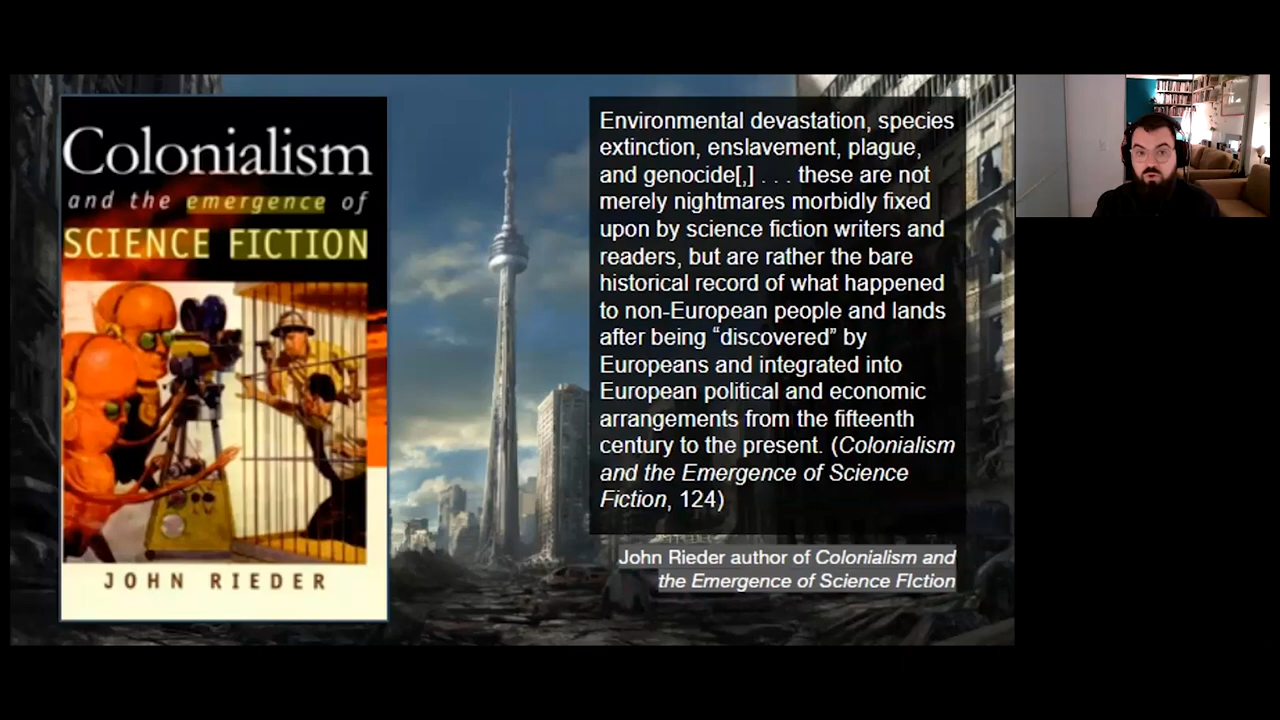 Colonialism
and the emergence of
SCIENCE FICTION
JOHN RIEDER
Environmental devastation, species
extinction, enslavement, plague,
and genocide[,] . . . these are not
merely nightmares morbidly fixed
upon by science fiction writers and
readers, but are rather the bare
historical record of what happened
to non-European people and lands
after being “discovered” by
Europeans and integrated into
European political and economic
arrangements from the fifteenth
century to the present. (Colonialism
and the Emergence of Science
Fiction, 124)
John Rieder author of Colonialism and
the Emergence of Science FIction